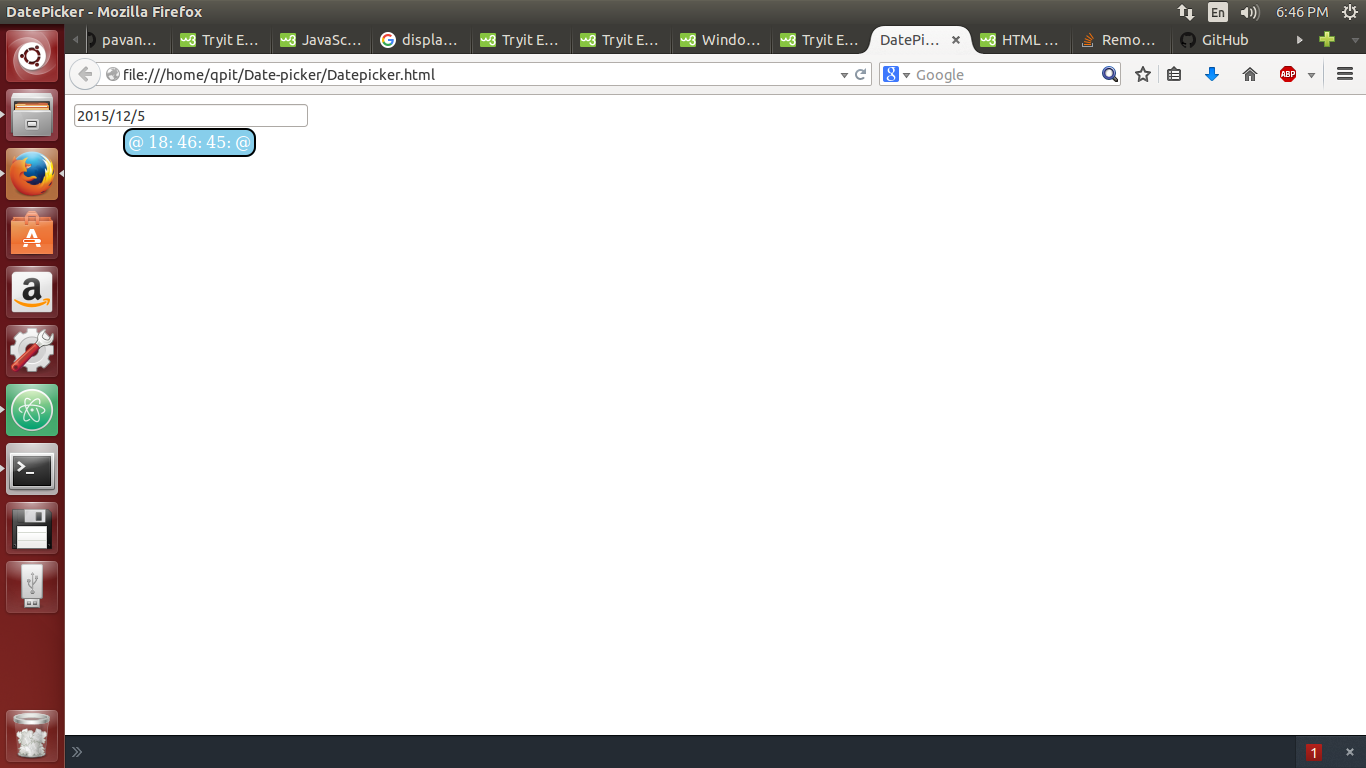 DatePicker - Mozilla Firefox
En
6:46 PM
pavan...
Tryit E...
JavaSc...
displa...
Tryit E...
Tryit E...
Windo...
Tryit E...
DatePi...
HTML ...
Remo...
GitHub
file:///home/qpit/Date-picker/Datepicker.html
8
Google
ABP
2015/12/5
@ 18: 46: 45: @
1